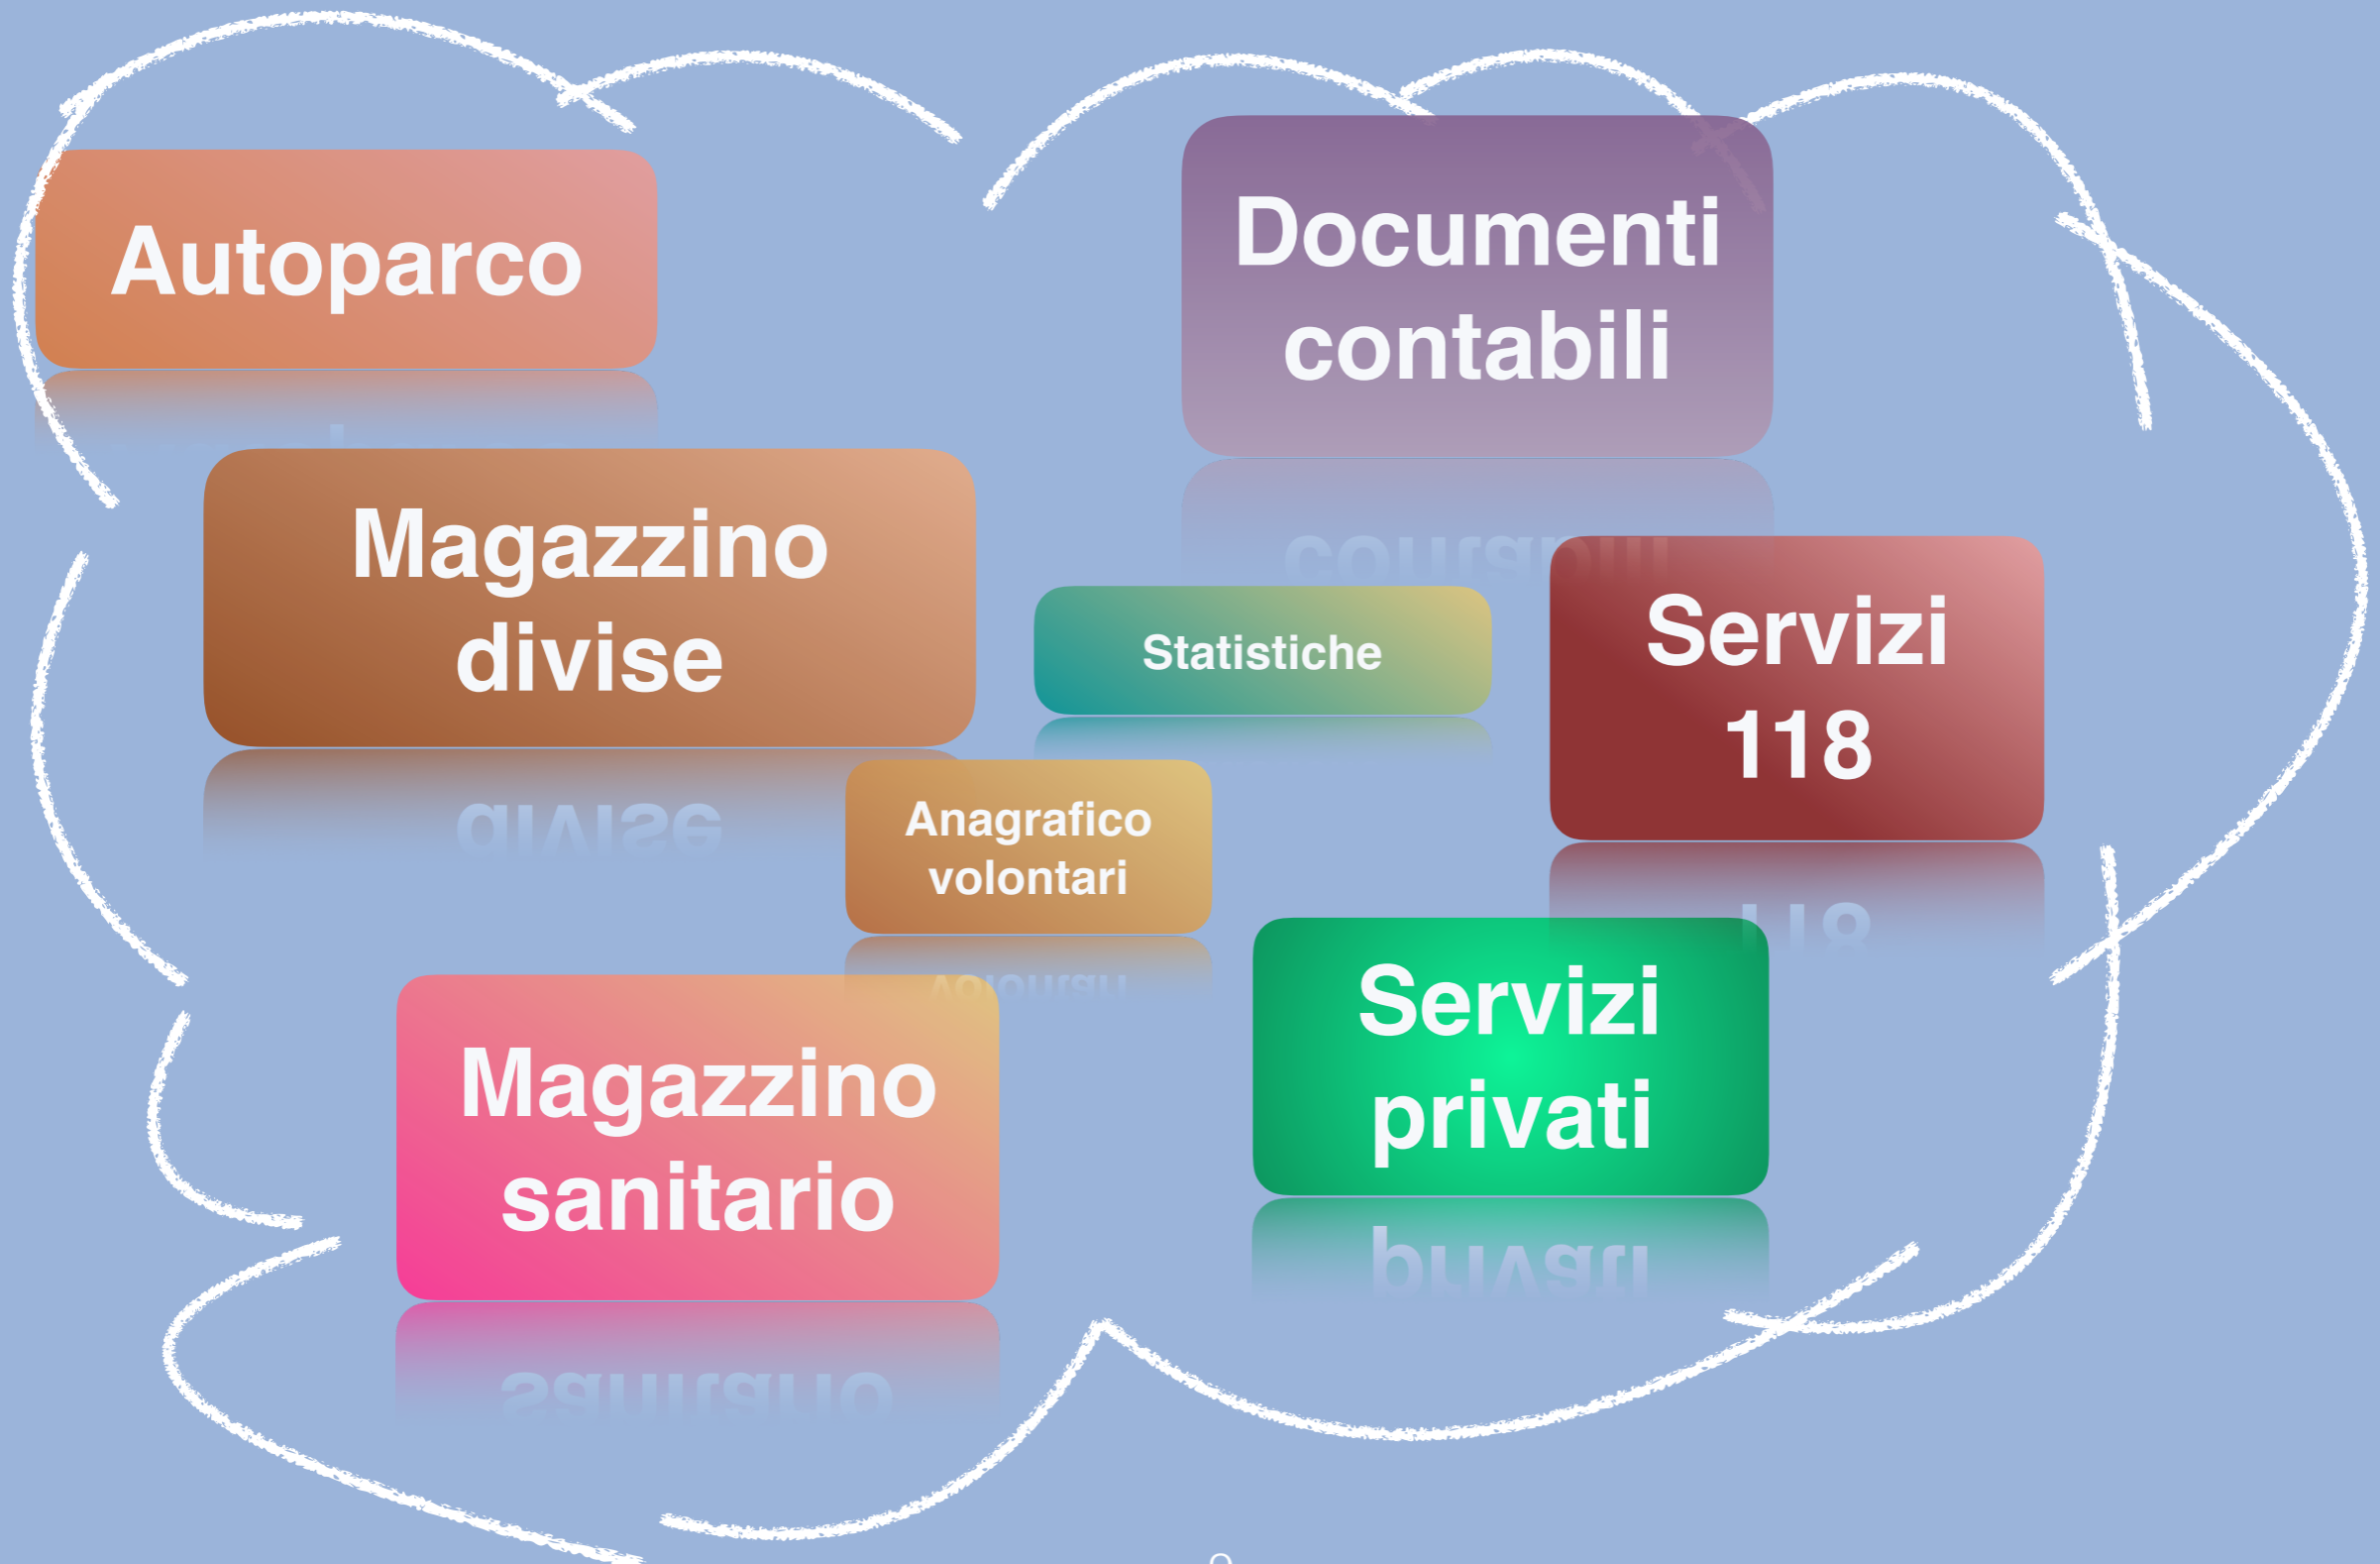 Autoparco
Documenti
contabili
Magazzino
divise
Statistiche
Servizi
118
Anagrafico
volontari
Servizi
privati
Magazzino
sanitario